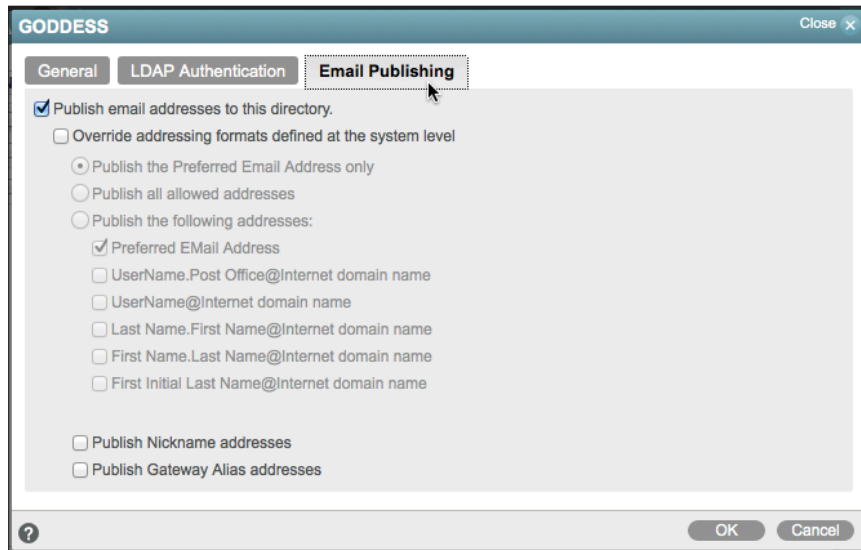 GODDESS
Close x
General
LDAP Authentication
Email Publishing
Publish email addresses to this directory.
Override addressing formats defined at the system level
Publish the Preferred Email Address only
Publish all allowed addresses
Publish the following addresses:
Preferred EMail Address
UserName.Post Office@Internet domain name
UserName@Internet domain name
Last Name.First Name@Internet domain name
First Name.Last Name@Internet domain name
First Initial Last Name@Internet domain name
Publish Nickname addresses
Publish Gateway Alias addresses
?
OK
Cancel